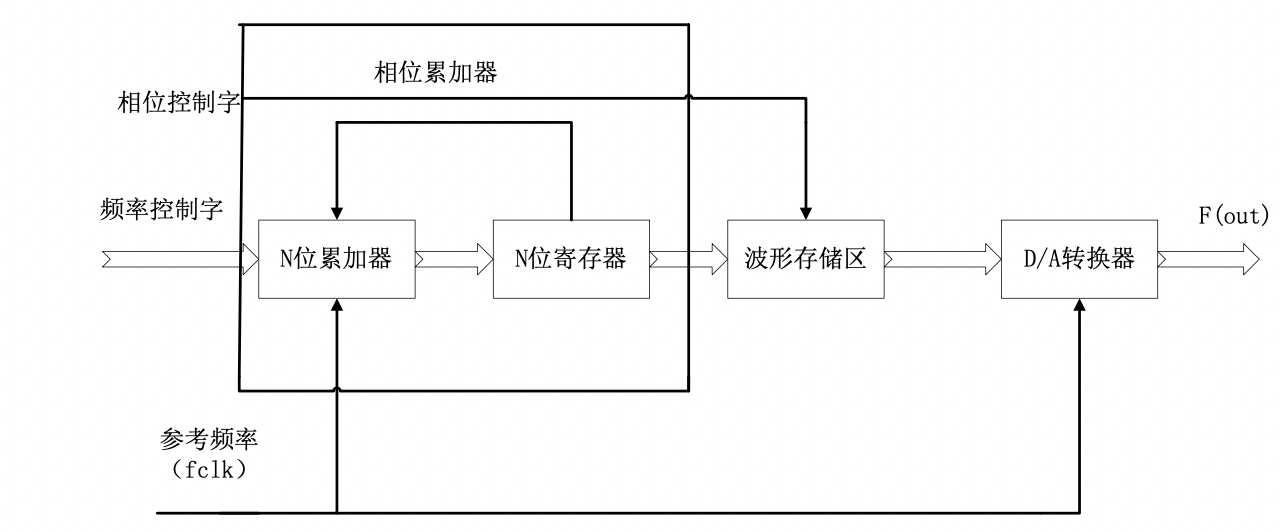 相位累加器
相位控制字
频率控制字
N位累加器
N位寄存器
波形存储区
D/A转换器
F(out)
参考频率
（fclk）